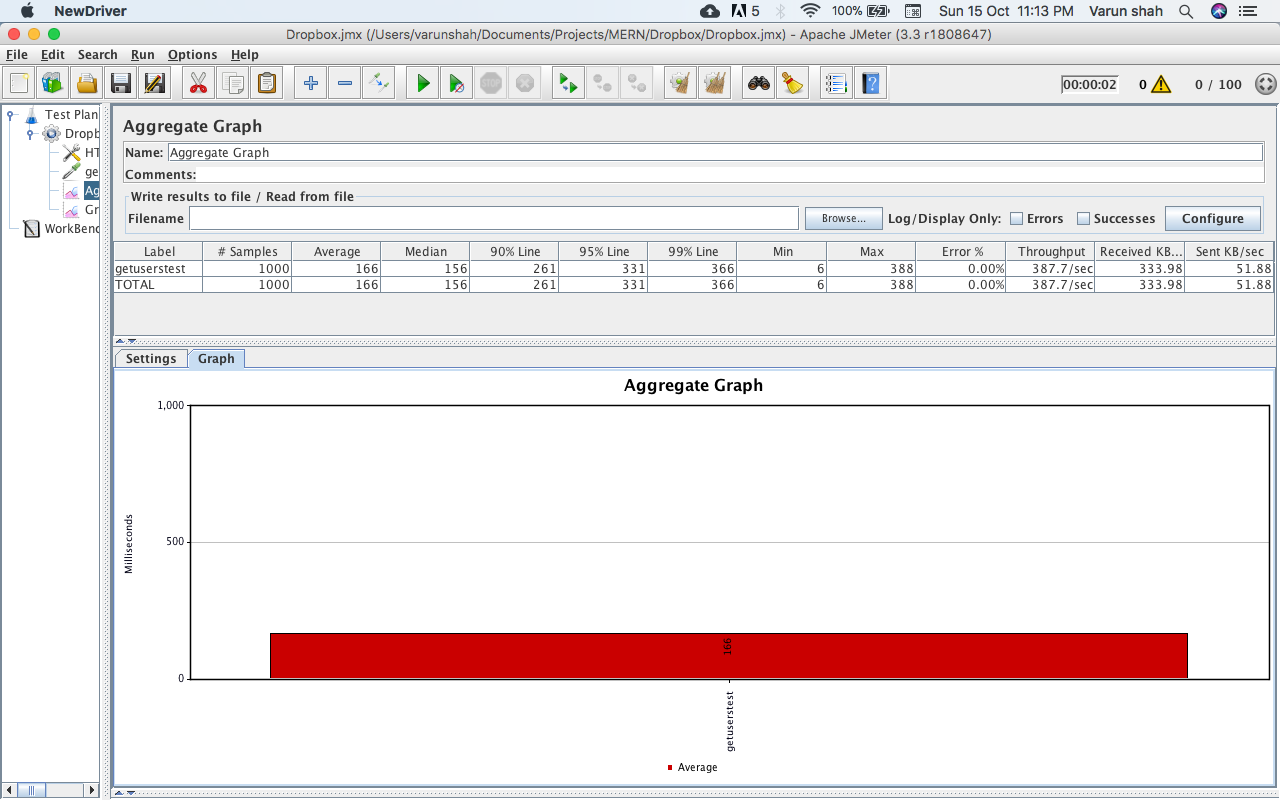 NewDriver 5 100% Sun 15 Oct 11:13 PM Varun shah
Dropbox.jmx (/Users/varunshah/Documents/Projects/MERN/Dropbox/Dropbox.jmx) - Apache JMeter (3.3 r1808647)
File Edit Search Run Options Help
00:00:02 0 0 / 100
Test Plan
Dropb
HT
ge
Ag
Gr
WorkBenc
Aggregate Graph
Name: Aggregate Graph
Comments:
Write results to file / Read from file
Filename Browse... Log/Display Only: Errors Successes Configure
Label # Samples Average Median 90% Line 95% Line 99% Line Min Max Error % Throughput Received KB... Sent KB/sec
getuserstest 1000 166 156 261 331 366 6 388 0.00% 387.7/sec 333.98 51.88
TOTAL 1000 166 156 261 331 366 6 388 0.00% 387.7/sec 333.98 51.88
Settings Graph
Aggregate Graph
1,000
500
0
Milliseconds
166
getuserstest
Average